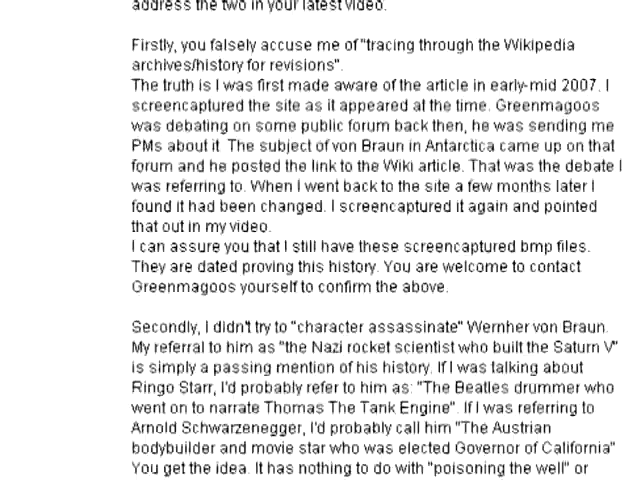 address the two in your latest video.
Firstly, you falsely accuse me of "tracing through the Wikipedia
archives/history for revisions".
The truth is I was first made aware of the article in early-mid 2007. I
screencaptured the site as it appeared at the time. Greenmagoos
was debating on some public forum back then, he was sending me
PMs about it. The subject of von Braun in Antarctica came up on that
forum and he posted the link to the Wiki article. That was the debate I
was referring to. When I went back to the site a few months later I
found it had been changed. I screencaptured it again and pointed
that out in my video.
I can assure you that I still have these screencaptured bmp files.
They are dated proving this history. You are welcome to contact
Greenmagoos yourself to confirm the above.
Secondly, I didn't try to "character assassinate" Wernher von Braun.
My referral to him as "the Nazi rocket scientist who built the Saturn V"
is simply a passing mention of his history. If I was talking about
Ringo Starr, I'd probably refer to him as: "The Beatles drummer who
went on to narrate Thomas The Tank Engine". If I was referring to
Arnold Schwarzenegger, I'd probably call him "The Austrian
bodybuilder and movie star who was elected Governor of California"
You get the idea. It has nothing to do with "poisoning the well" or